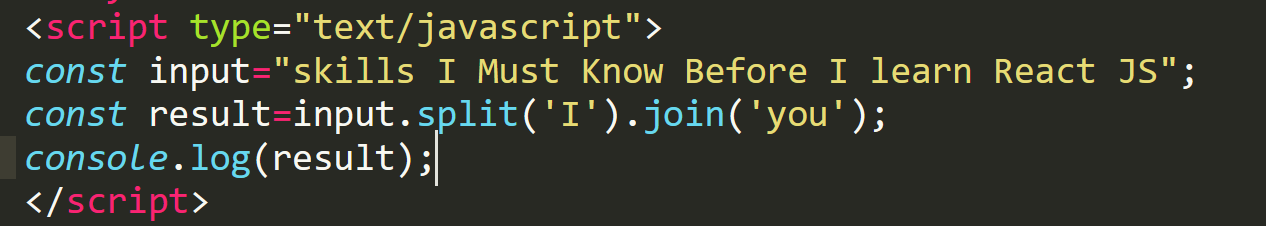 <script type="text/javascript">
const input="skills I Must Know Before I learn React JS";
const result=input.split('I').join('you');
console.log(result);
</script>